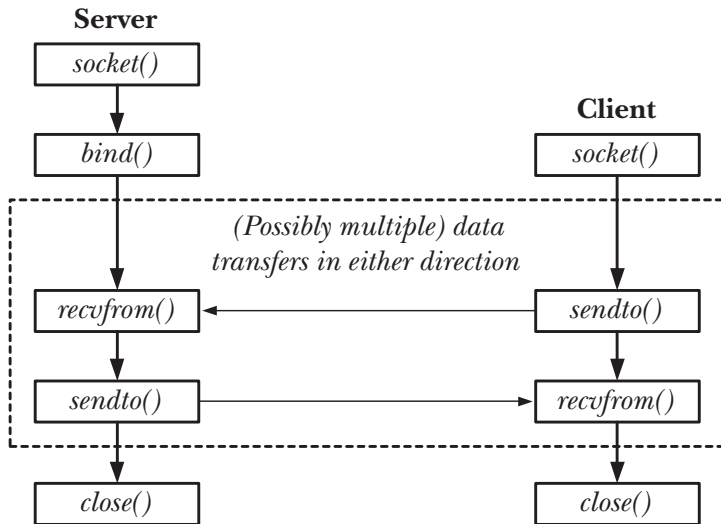 Server
socket()
Client
bind()
socket()
(Possibly multiple) data
transfers in either direction
recvfrom()
sendto()
sendto()
recvfrom()
close()
close()